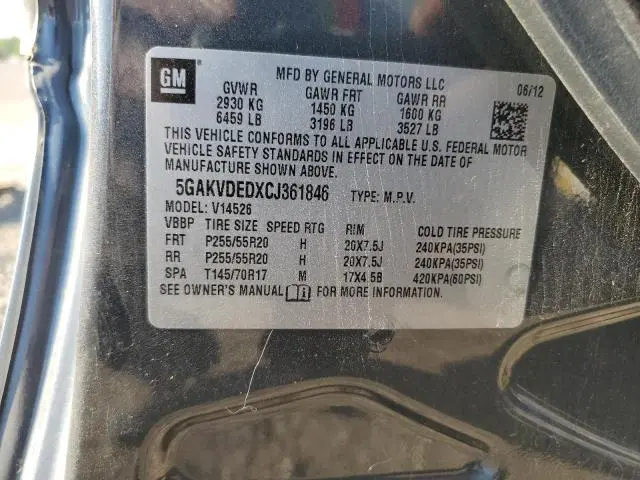 GM
MFD BY GENERAL MOTORS LLC 06/12
GVWR GAWR FRT GAWR RR
2930 KG 1450 KG 1600 KG
6459 LB 3196 LB 3527 LB
THIS VEHICLE CONFORMS TO ALL APPLICABLE U.S. FEDERAL MOTOR
VEHICLE SAFETY STANDARDS IN EFFECT ON THE DATE OF
MANUFACTURE SHOWN ABOVE.
5GAKVDEDXCJ361846 TYPE: M.P.V.
MODEL: V14526
VBBP TIRE SIZE SPEED RTG RIM COLD TIRE PRESSURE
FRT P255/55R20 H 20X7.5J 240KPA(35PSI)
RR P255/55R20 H 20X7.5J 240KPA(35PSI)
SPA T145/70R17 M 17X4.5B 420KPA(60PSI)
SEE OWNER'S MANUAL FOR MORE INFORMATION.